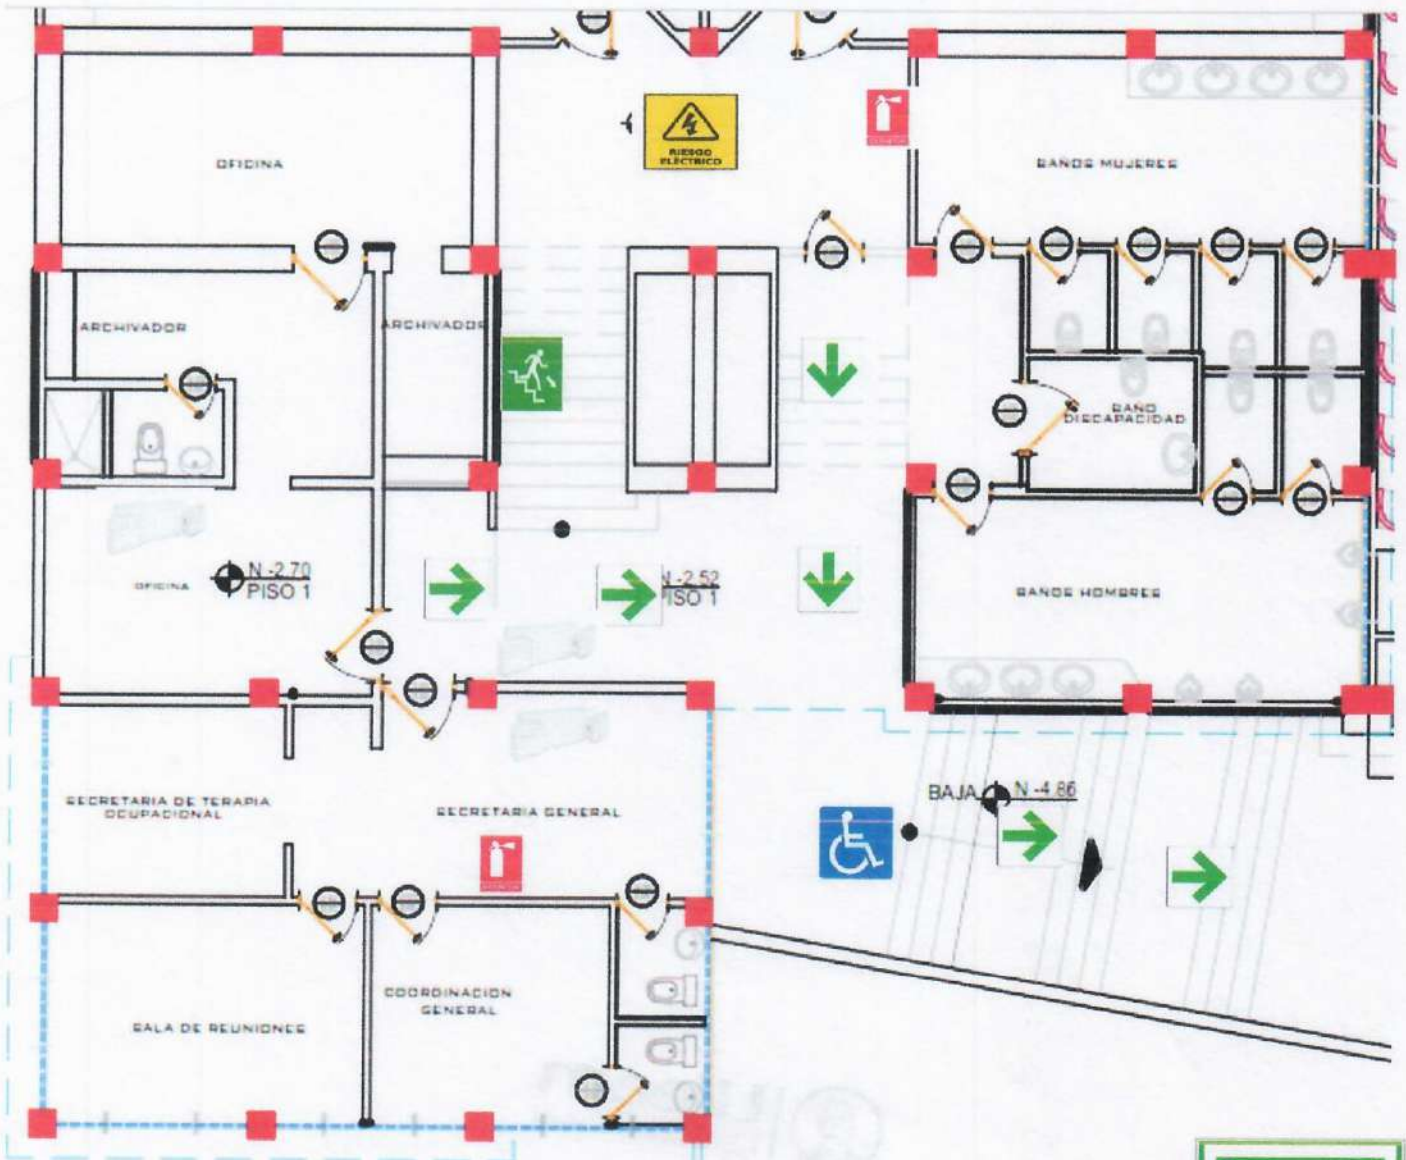 RIESGO
ELÉCTRICO
OFICINA
BAÑOS MUJERES
ARCHIVADOR
ARCHIVADOR
BAÑO
DISCAPACIDAD
N -2.70
PISO 1
OFICINA
N -2.52
PISO 1
BAÑOS HOMBRES
SECRETARIA DE TERAPIA
OCUPACIONAL
SECRETARIA GENERAL
BAJA
N -4.86
COORDINACION
GENERAL
SALA DE REUNIONES